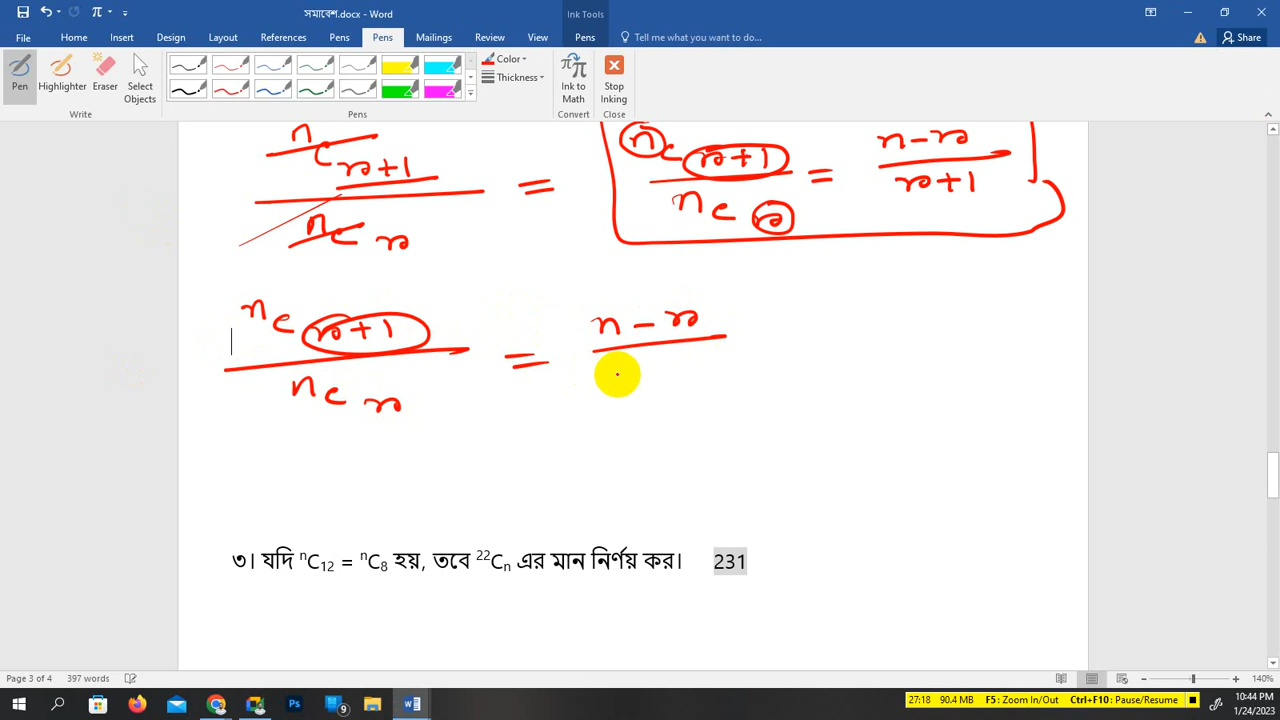 সমাবেশ.docx - Word
Ink Tools
File Home Insert Design Layout References Pens Mailings Review View Pens Tell me what you want to do... Share
Pen Highlighter Eraser Select Objects Color Thickness Ink to Math Stop Inking
Write Pens Convert Close
nCr+1 / nCr = nCr+1 / nCr = n-r / r+1
nCr+1 / nCr = n-r
৩। যদি ⁿC₁₂ = ⁿC₈ হয়, তবে ²²Cₙ এর মান নির্ণয় কর। 231
Page 3 of 4 397 words 140%
27:18 90.4 MB F5: Zoom In/Out Ctrl+F10: Pause/Resume
10:44 PM
1/24/2023